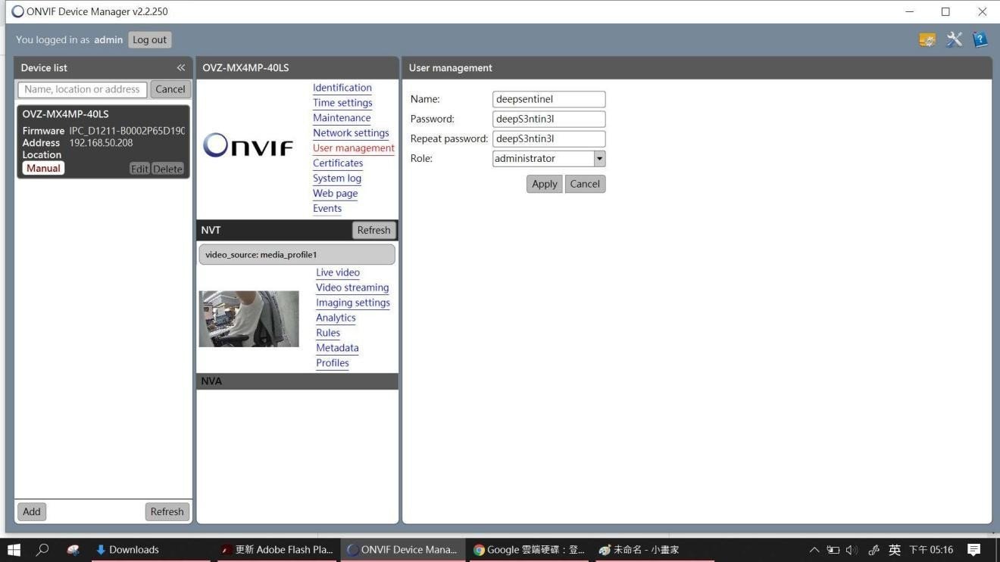 ONVIF Device Manager v2.2.250
You logged in as admin Log out
Device list «
Name, location or address Cancel
OVZ-MX4MP-40LS
Firmware IPC_D1211-B0002P65D190
Address 192.168.50.208
Location
Manual Edit Delete
Add Refresh
OVZ-MX4MP-40LS
ONVIF
Identification
Time settings
Maintenance
Network settings
User management
Certificates
System log
Web page
Events
NVT Refresh
video_source: media_profile1
Live video
Video streaming
Imaging settings
Analytics
Rules
Metadata
Profiles
NVA
User management
Name: deepsentinel
Password: deepS3ntin3l
Repeat password: deepS3ntin3l
Role: administrator
Apply Cancel
Downloads 更新 Adobe Flash Pla... ONVIF Device Mana... Google 雲端硬碟：登... 未命名 - 小畫家 英 下午 05:16